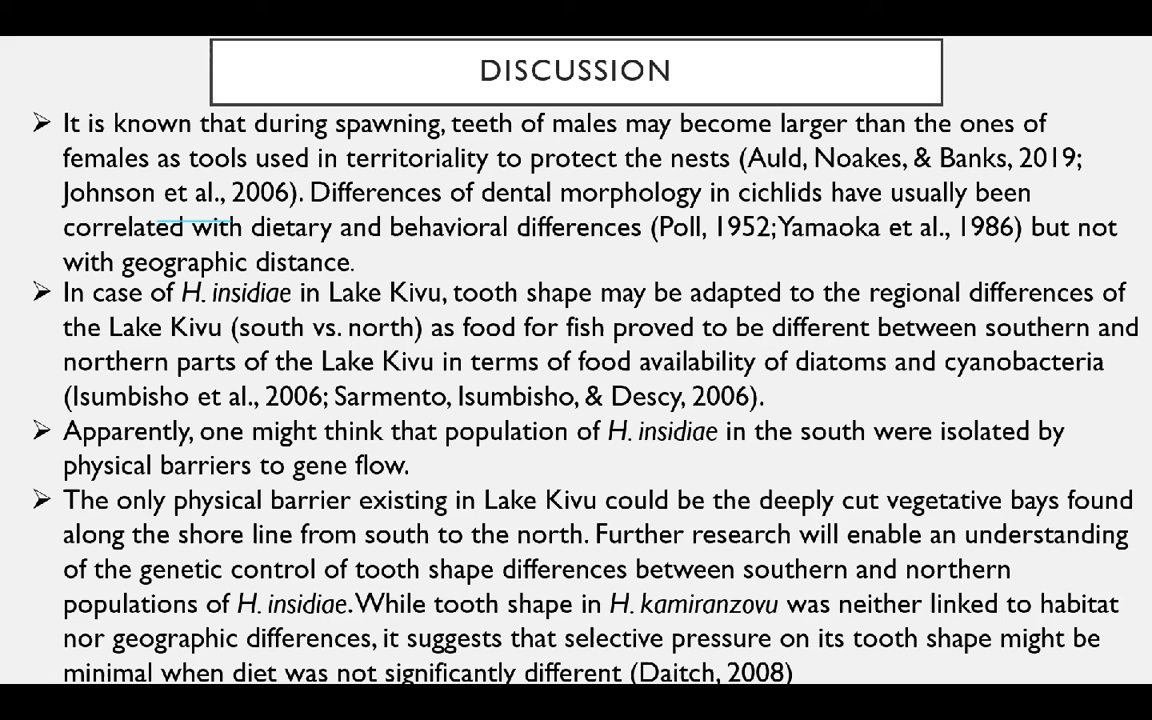 DISCUSSION
➢ It is known that during spawning, teeth of males may become larger than the ones of
females as tools used in territoriality to protect the nests (Auld, Noakes, & Banks, 2019;
Johnson et al., 2006). Differences of dental morphology in cichlids have usually been
correlated with dietary and behavioral differences (Poll, 1952; Yamaoka et al., 1986) but not
with geographic distance.
➢ In case of H. insidiae in Lake Kivu, tooth shape may be adapted to the regional differences of
the Lake Kivu (south vs. north) as food for fish proved to be different between southern and
northern parts of the Lake Kivu in terms of food availability of diatoms and cyanobacteria
(Isumbisho et al., 2006; Sarmento, Isumbisho, & Descy, 2006).
➢ Apparently, one might think that population of H. insidiae in the south were isolated by
physical barriers to gene flow.
➢ The only physical barrier existing in Lake Kivu could be the deeply cut vegetative bays found
along the shore line from south to the north. Further research will enable an understanding
of the genetic control of tooth shape differences between southern and northern
populations of H. insidiae. While tooth shape in H. kamiranzovu was neither linked to habitat
nor geographic differences, it suggests that selective pressure on its tooth shape might be
minimal when diet was not significantly different (Daitch, 2008)